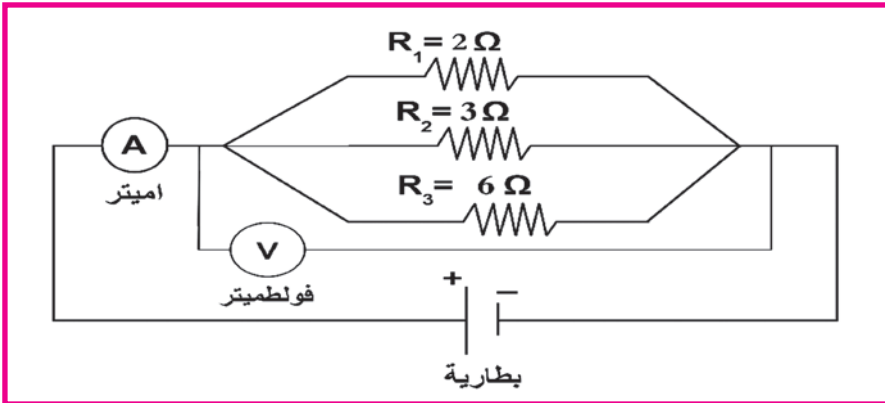 R₁= 2 Ω
R₂= 3 Ω
R₃= 6 Ω
A
اميتر
V
فولطميتر
+ −
بطارية